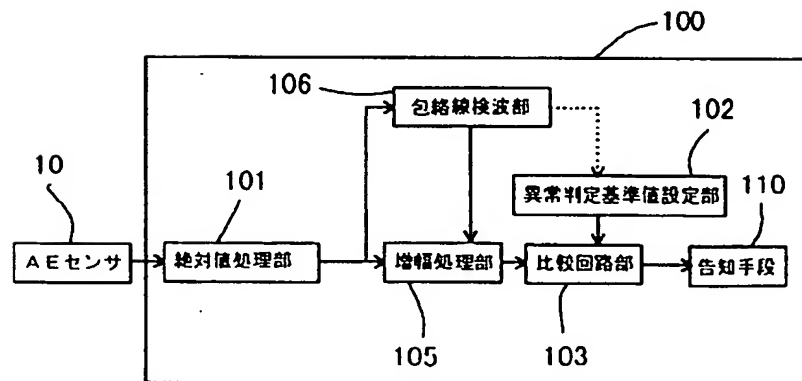 100
106
包絡線検波部
102
10
101
異常判定基準値設定部
110
AEセンサ
絶対値処理部
増幅処理部
比較回路部
告知手段
105
103